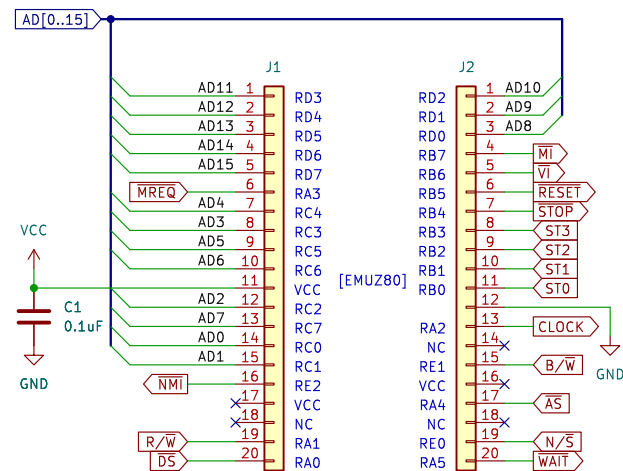 AD[0..15]
J1
J2
AD11 1 RD3
RD2 1 AD10
AD12 2 RD4
RD1 2 AD9
AD13 3 RD5
RD0 3 AD8
AD14 4 RD6
RB7 4 MI
AD15 5 RD7
RB6 5 VI
MREQ 6 RA3
RB5 6 RESET
AD4 7 RC4
RB4 7 STOP
AD3 8 RC3
RB3 8 ST3
VCC
AD5 9 RC5
RB2 9 ST2
AD6 10 RC6
RB1 10 ST1
11 VCC
[EMUZ80]
RB0 11 ST0
C1
0.1uF
AD2 12 RC2
12
AD7 13 RC7
RA2 13 CLOCK
AD0 14 RC0
NC 14
AD1 15 RC1
RE1 15 B/W
GND
GND
NMI 16 RE2
VCC 16
17 VCC
RA4 17 AS
18 NC
NC 18
R/W 19 RA1
RE0 19 N/S
DS 20 RA0
RA5 20 WAIT